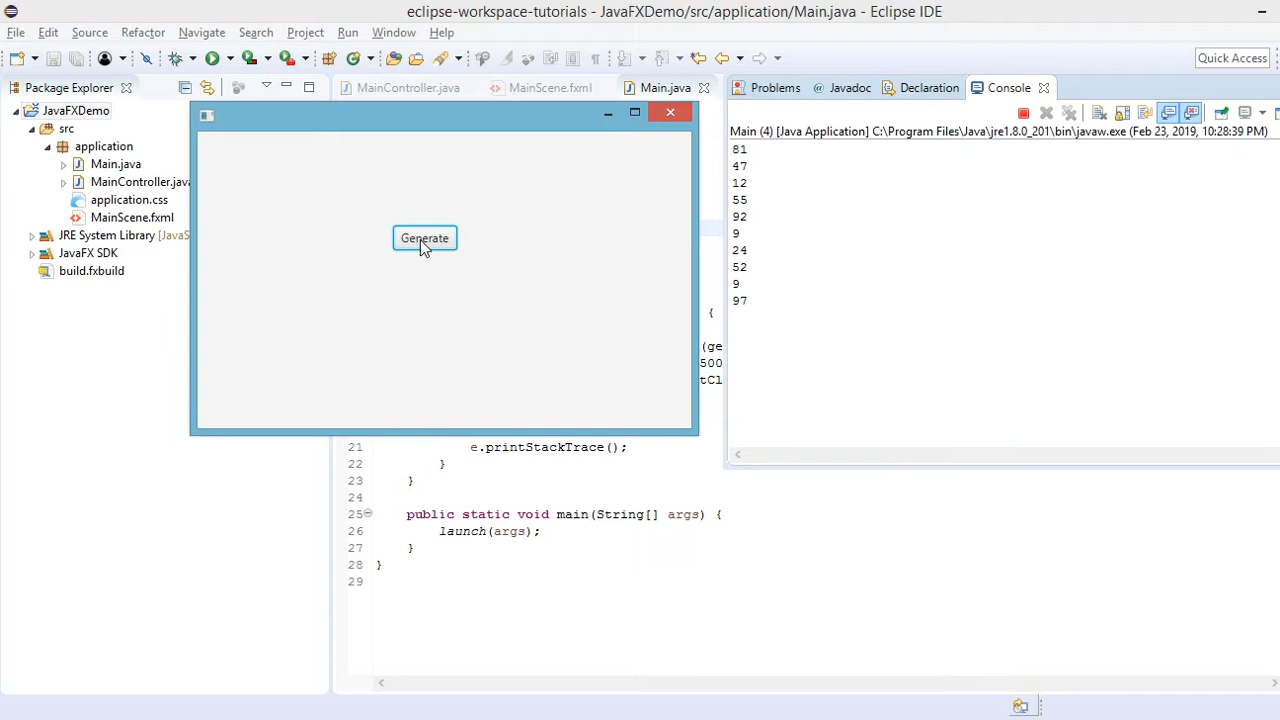 eclipse-workspace-tutorials - JavaFXDemo/src/application/Main.java - Eclipse IDE
File Edit Source Refactor Navigate Search Project Run Window Help
Quick Access
Package Explorer
MainController.java
MainScene.fxml
Main.java
Problems
@ Javadoc
Declaration
Console
JavaFXDemo
src
application
Main.java
MainController.java
application.css
MainScene.fxml
JRE System Library [JavaS
JavaFX SDK
build.fxbuild
Generate
Main (4) [Java Application] C:\Program Files\Java\jre1.8.0_201\bin\javaw.exe (Feb 23, 2019, 10:28:39 PM)
81
47
12
55
92
9
24
52
9
97
{
(ge
500
tCl
21 e.printStackTrace();
22 }
23 }
24
25 public static void main(String[] args) {
26 launch(args);
27 }
28 }
29